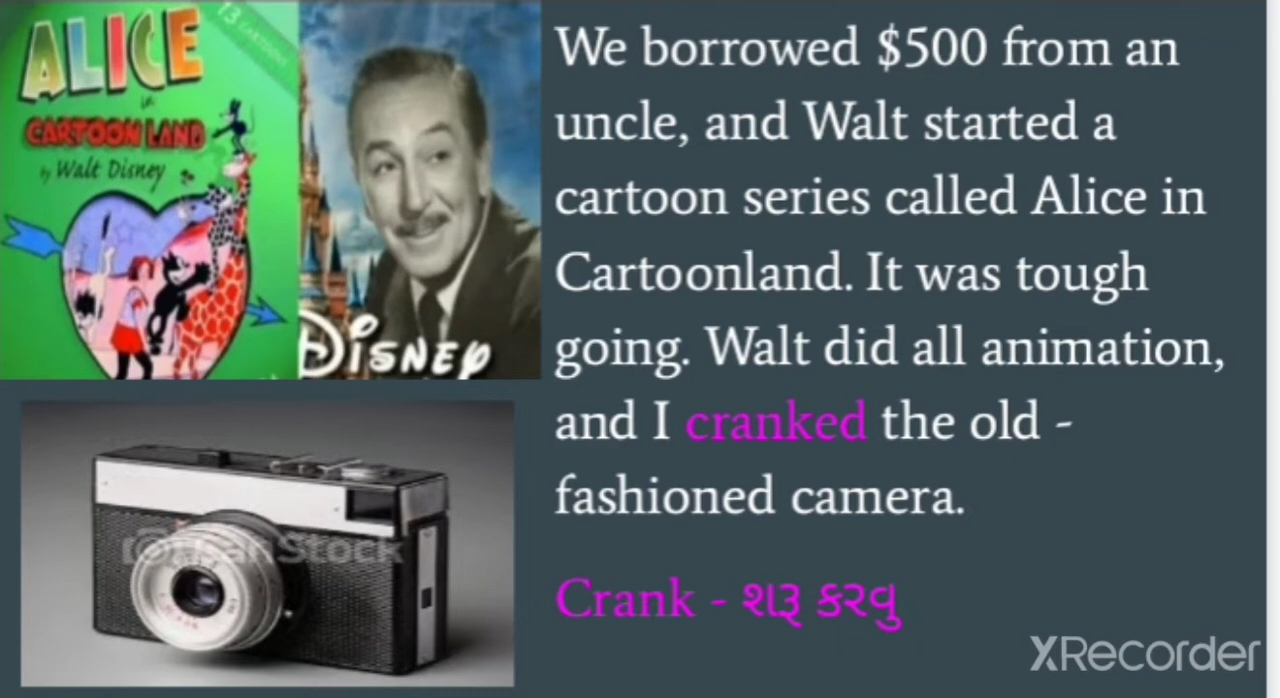 13 CARTOONS
ALICE
in
CARTOON LAND
by Walt Disney
DISNEP
We borrowed $500 from an
uncle, and Walt started a
cartoon series called Alice in
Cartoonland. It was tough
going. Walt did all animation,
and I cranked the old -
fashioned camera.
Crank - શરૂ કરવુ
XRecorder